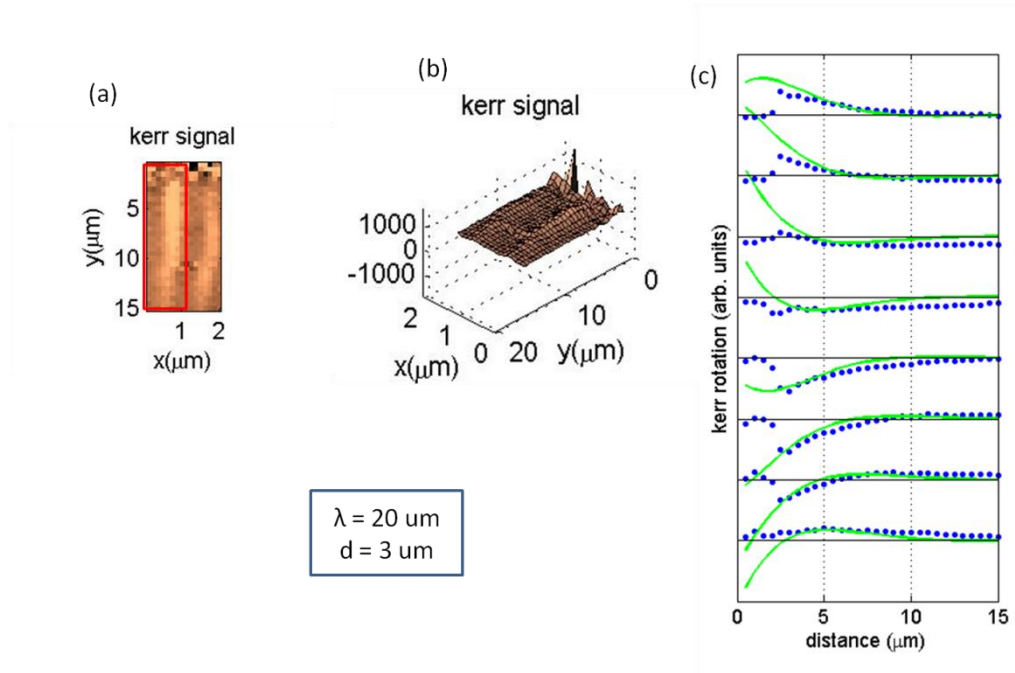 (a)
kerr signal
5
10
15
y(μm)
1 2
x(μm)
(b)
kerr signal
1000
0
-1000
2
1
0
x(μm)
20
10
0
y(μm)
(c)
kerr rotation (arb. units)
0 5 10 15
distance (μm)
λ = 20 um
d = 3 um